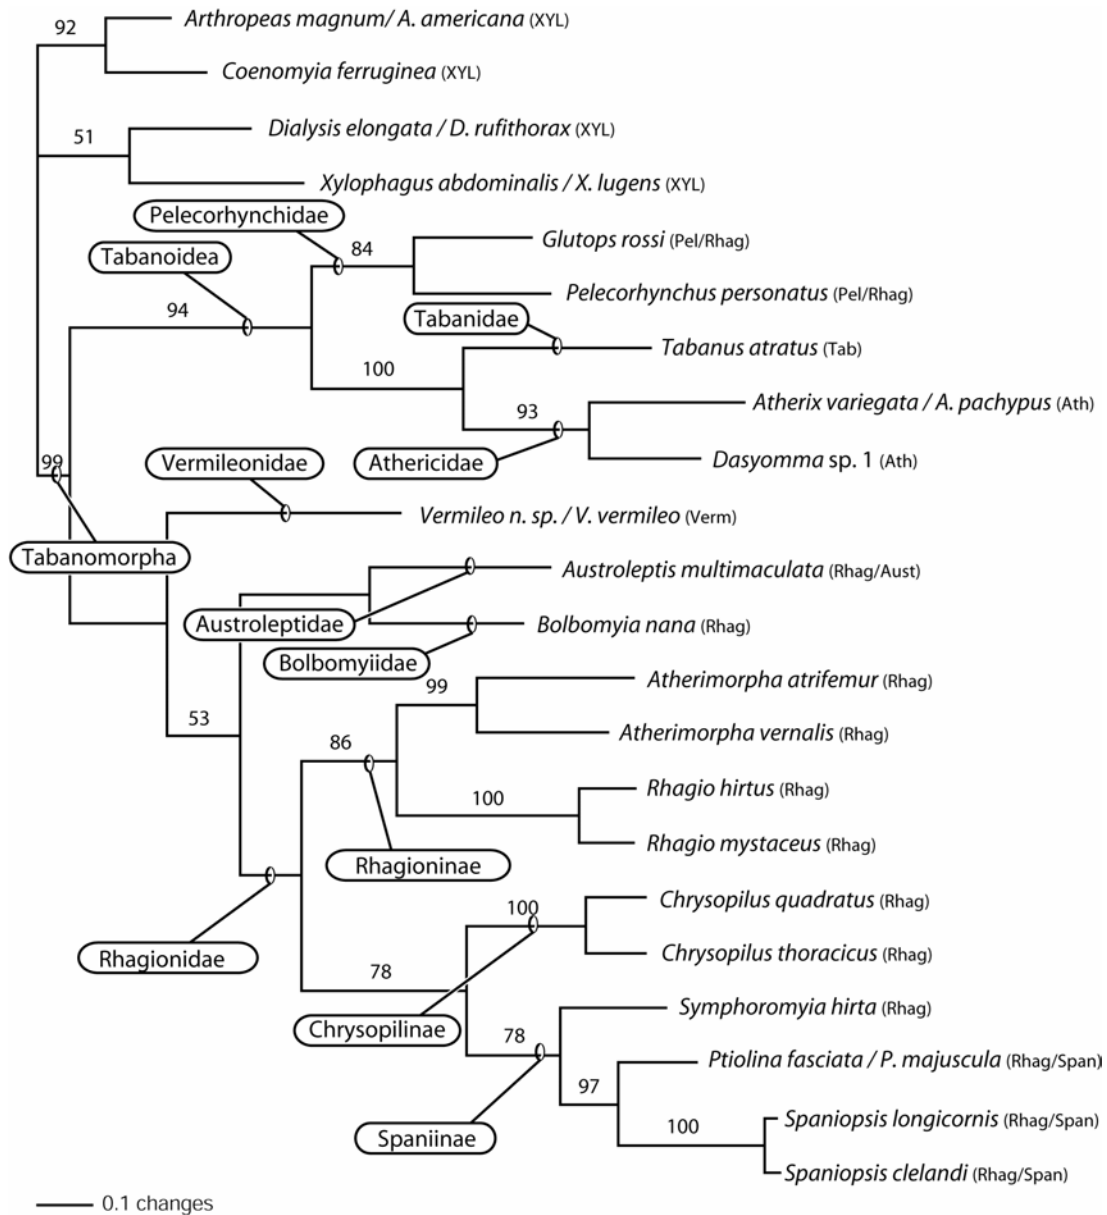 92
Arthropeas magnum/ A. americana (XYL)
Coenomyia ferruginea (XYL)
51
Dialysis elongata / D. rufithorax (XYL)
Xylophagus abdominalis / X. lugens (XYL)
Pelecorhynchidae
Tabanoidea
84
Glutops rossi (Pel/Rhag)
94
Pelecorhynchus personatus (Pel/Rhag)
Tabanidae
Tabanus atratus (Tab)
100
93
Atherix variegata / A. pachypus (Ath)
99
Vermileonidae
Athericidae
Dasyomma sp. 1 (Ath)
Vermileo n. sp. / V. vermileo (Verm)
Tabanomorpha
Austroleptis multimaculata (Rhag/Aust)
Austroleptidae
Bolbomyia nana (Rhag)
Bolbomyiidae
99
Atherimorpha atrifemur (Rhag)
53
86
Atherimorpha vernalis (Rhag)
100
Rhagio hirtus (Rhag)
Rhagio mystaceus (Rhag)
Rhagioninae
100
Chrysopilus quadratus (Rhag)
Rhagionidae
Chrysopilus thoracicus (Rhag)
78
Symphoromyia hirta (Rhag)
Chrysopilinae
78
Ptiolina fasciata / P. majuscula (Rhag/Span)
97
Spaniopsis longicornis (Rhag/Span)
100
Spaniinae
Spaniopsis clelandi (Rhag/Span)
0.1 changes